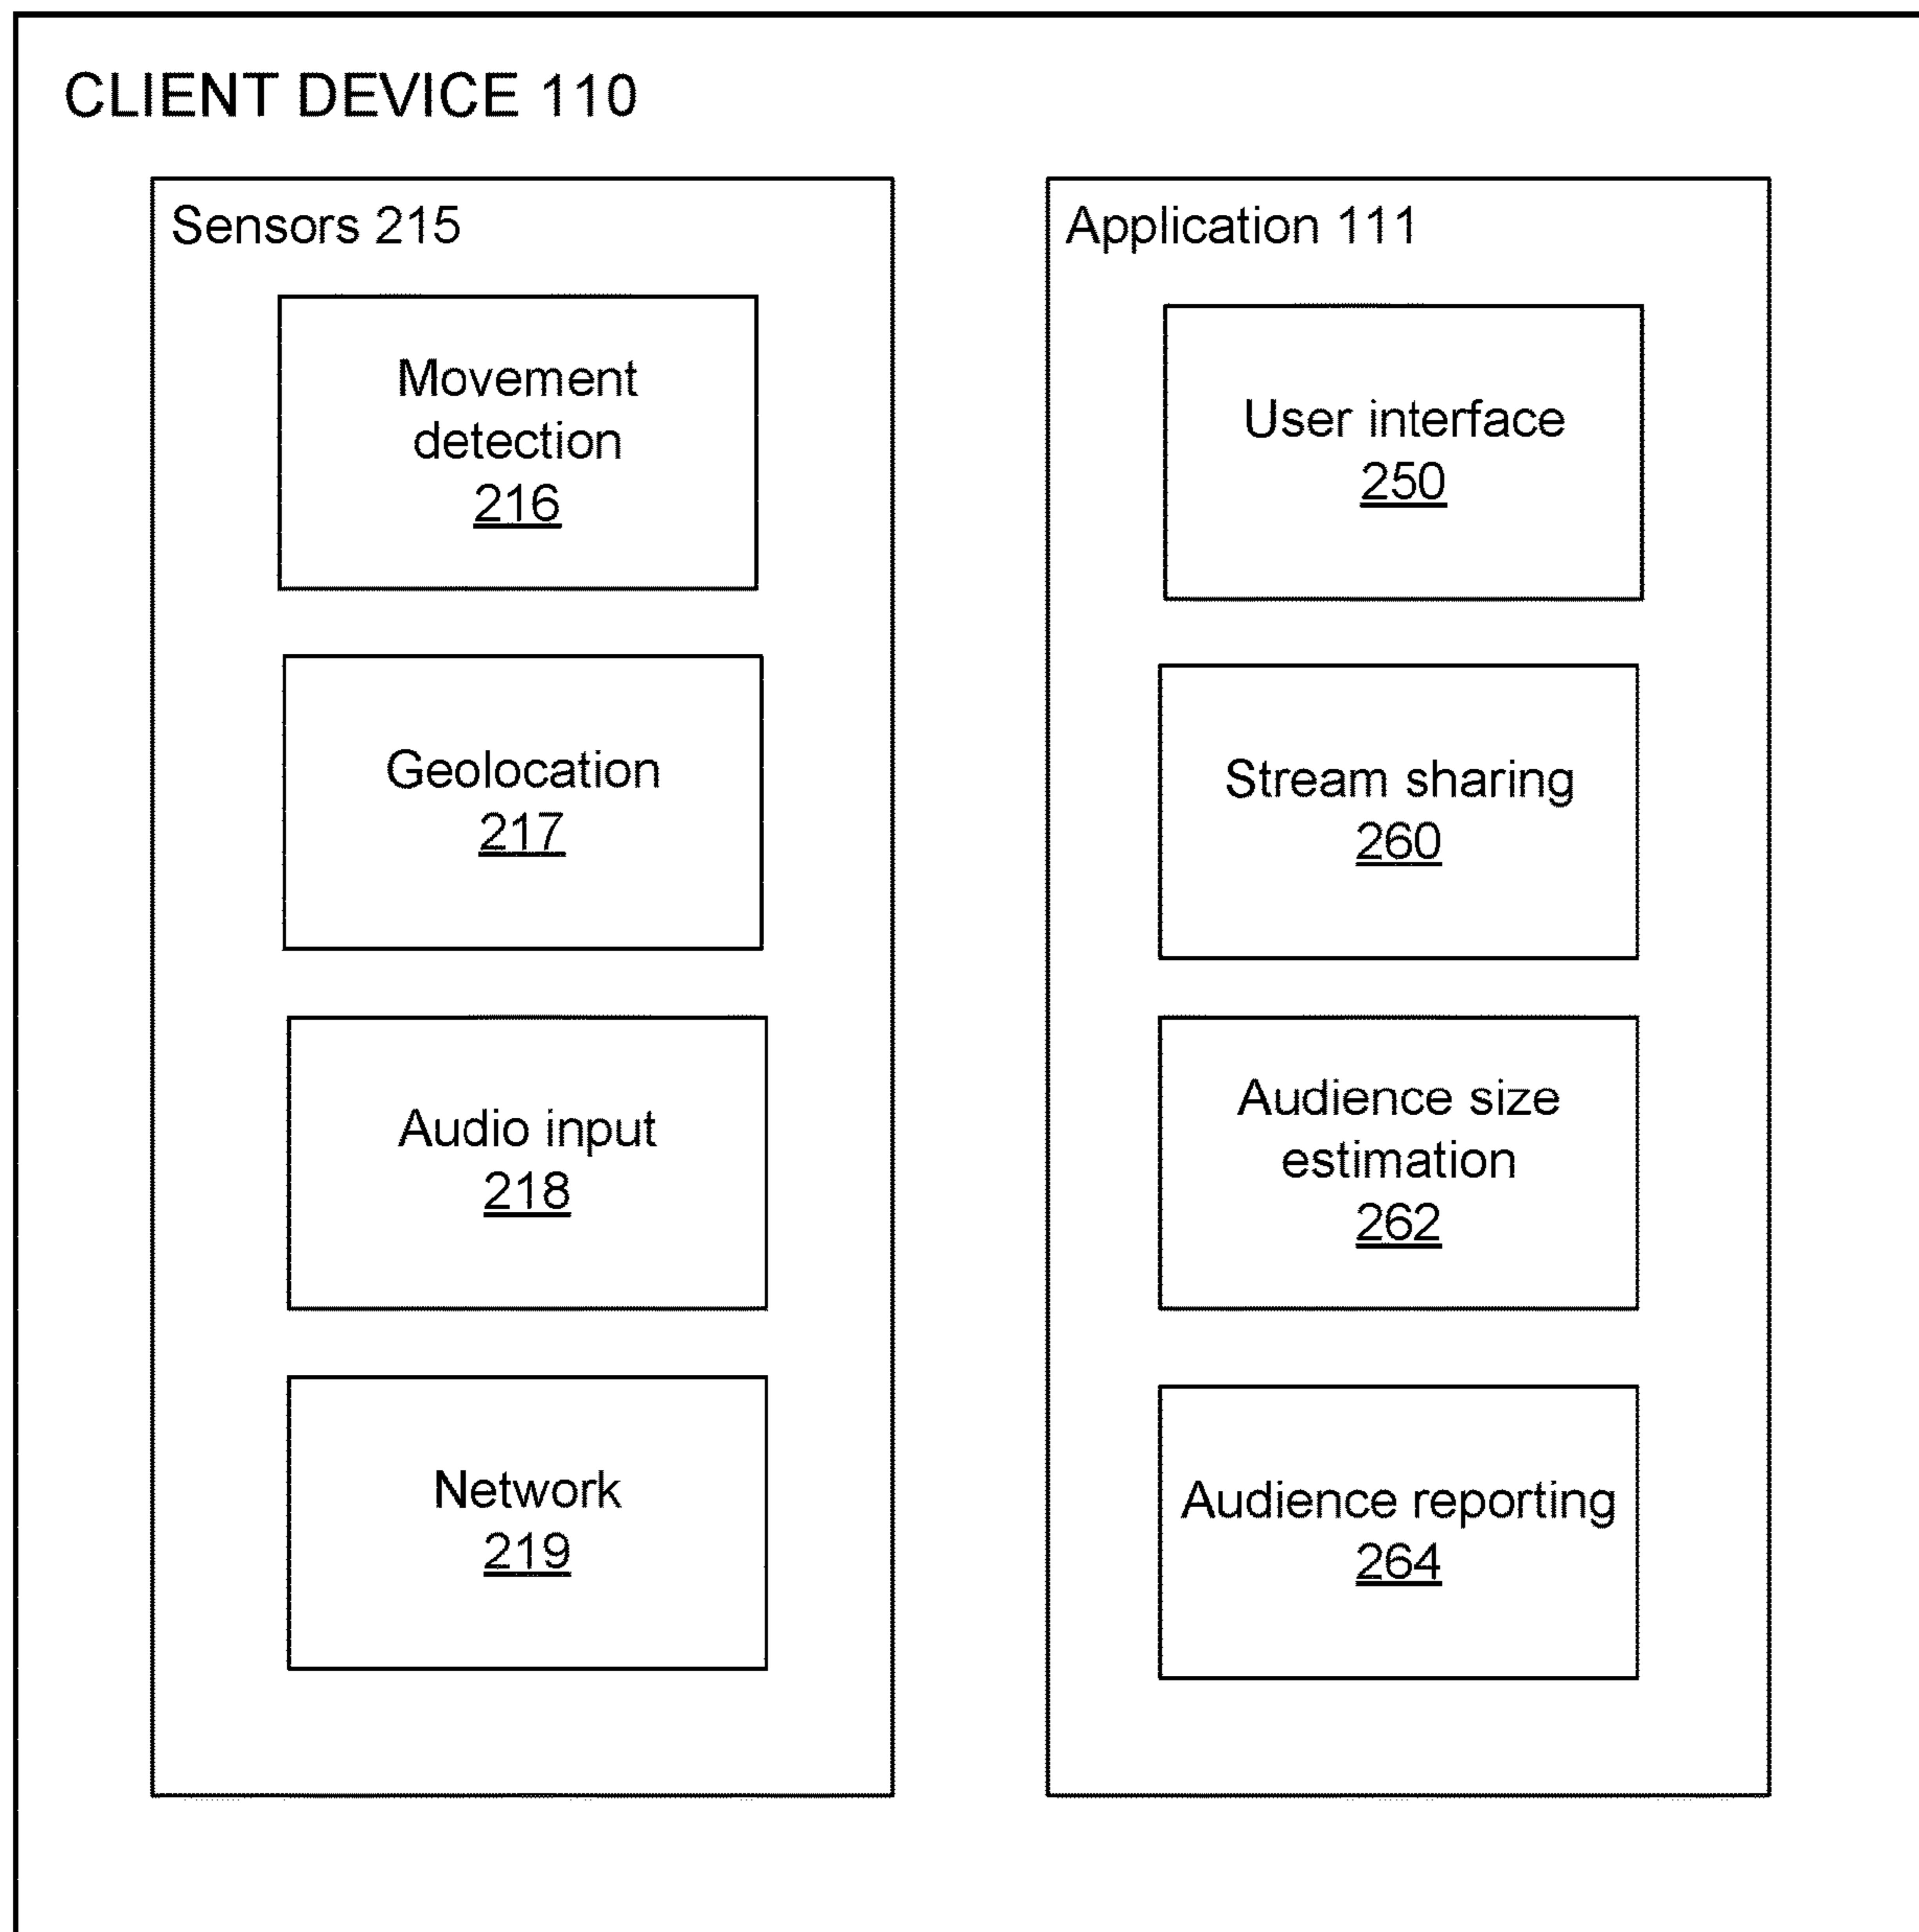 CLIENT DEVICE 110
Sensors 215
Movement
detection
216
Geolocation
217
Audio input
218
Network
219
Application 111
User interface
250
Stream sharing
260
Audience size
estimation
262
Audience reporting
264